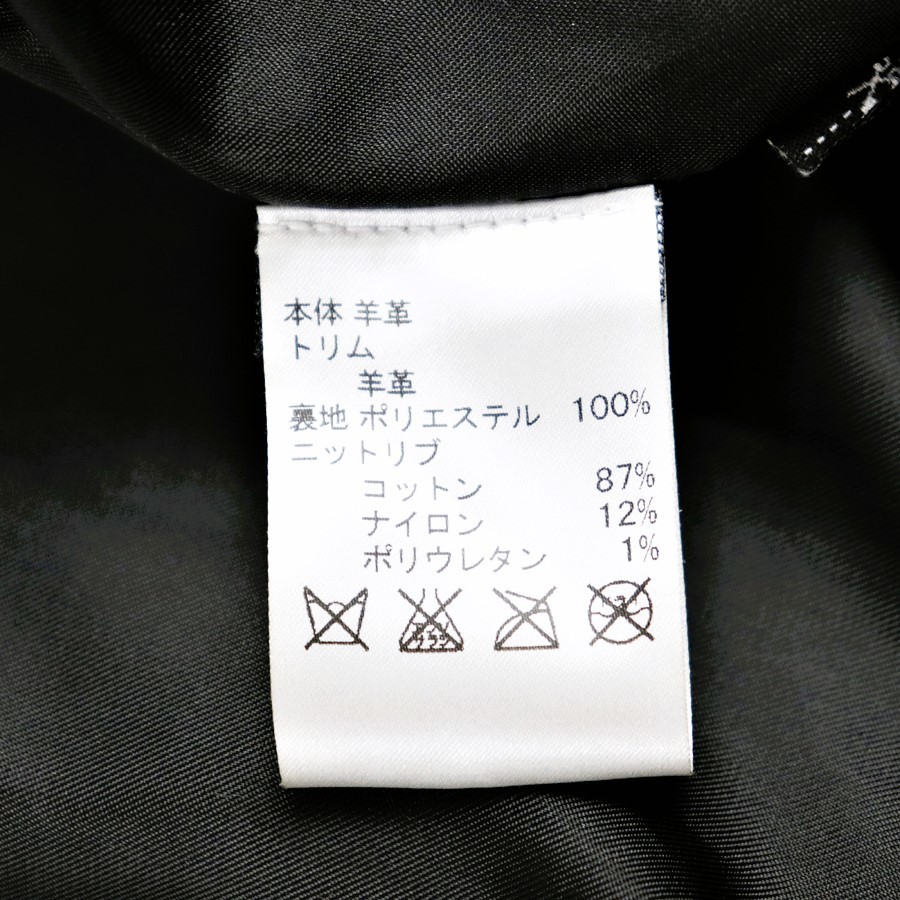 本体 羊革
トリム
羊革
裏地 ポリエステル 100%
ニットリブ
コットン 87%
ナイロン 12%
ポリウレタン 1%